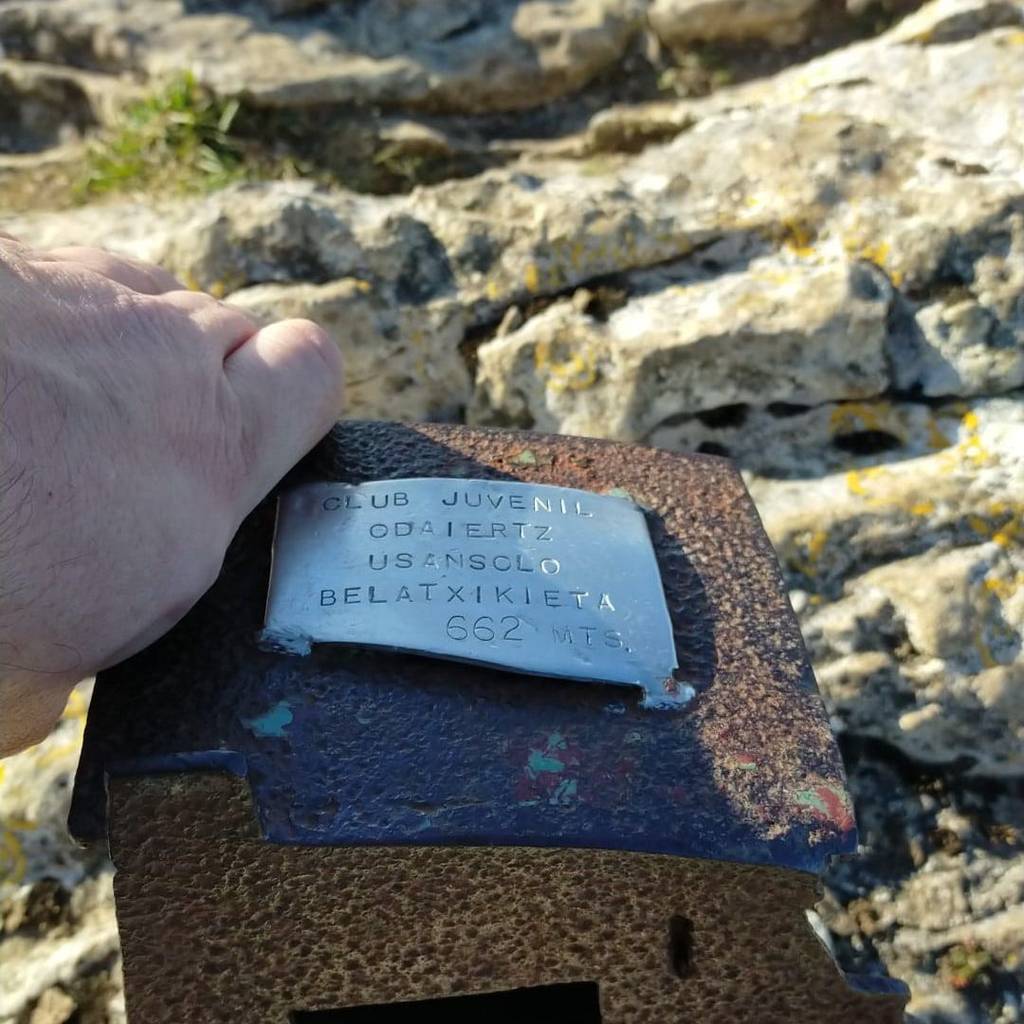 CLUB JUVENIL
ODAIERTZ
USANSOLO
BELATXIKIETA
662 MTS.